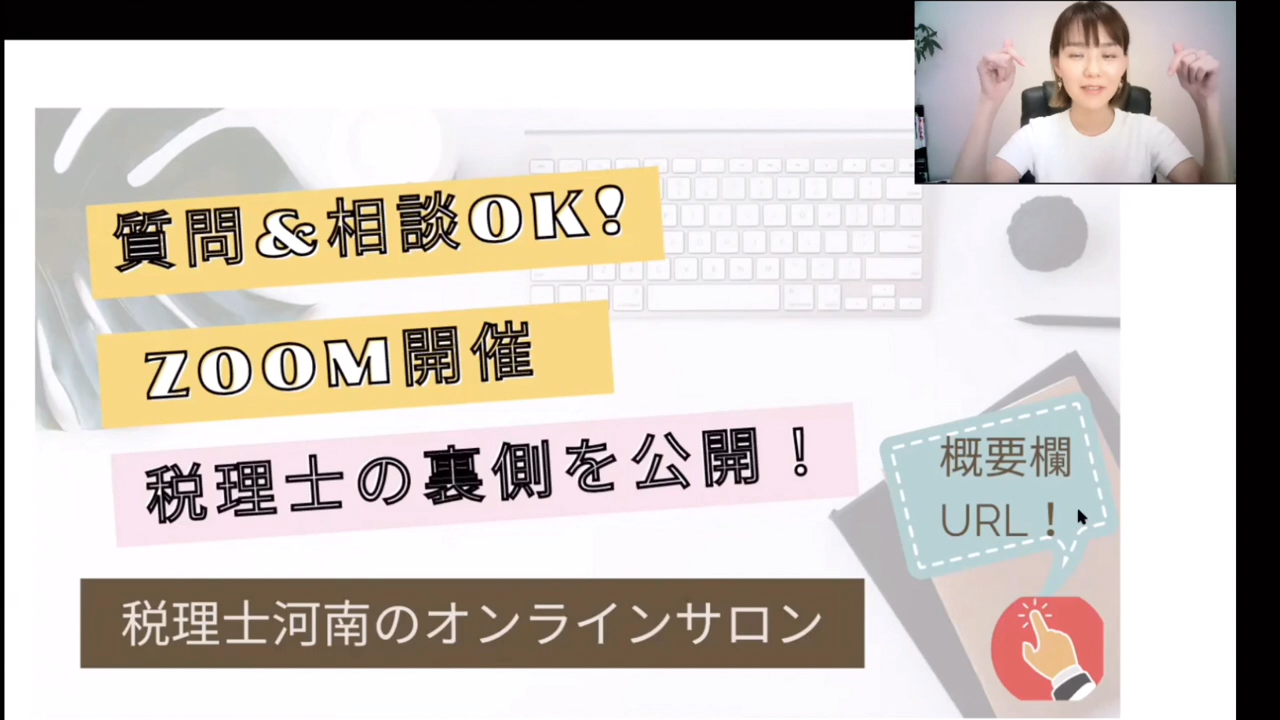 質問&相談OK!
ZOOM開催
税理士の裏側を公開！
概要欄
URL！
税理士河南のオンラインサロン